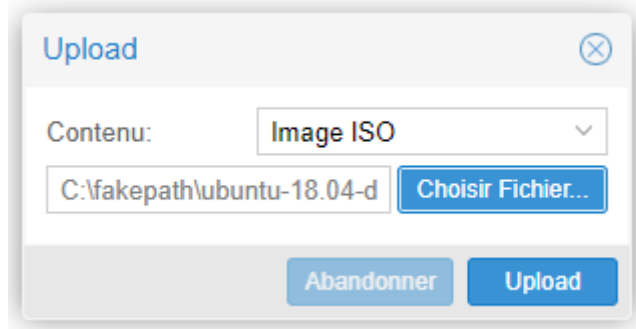 Upload
Contenu: Image ISO
C:\fakepath\ubuntu-18.04-d Choisir Fichier...
Abandonner Upload